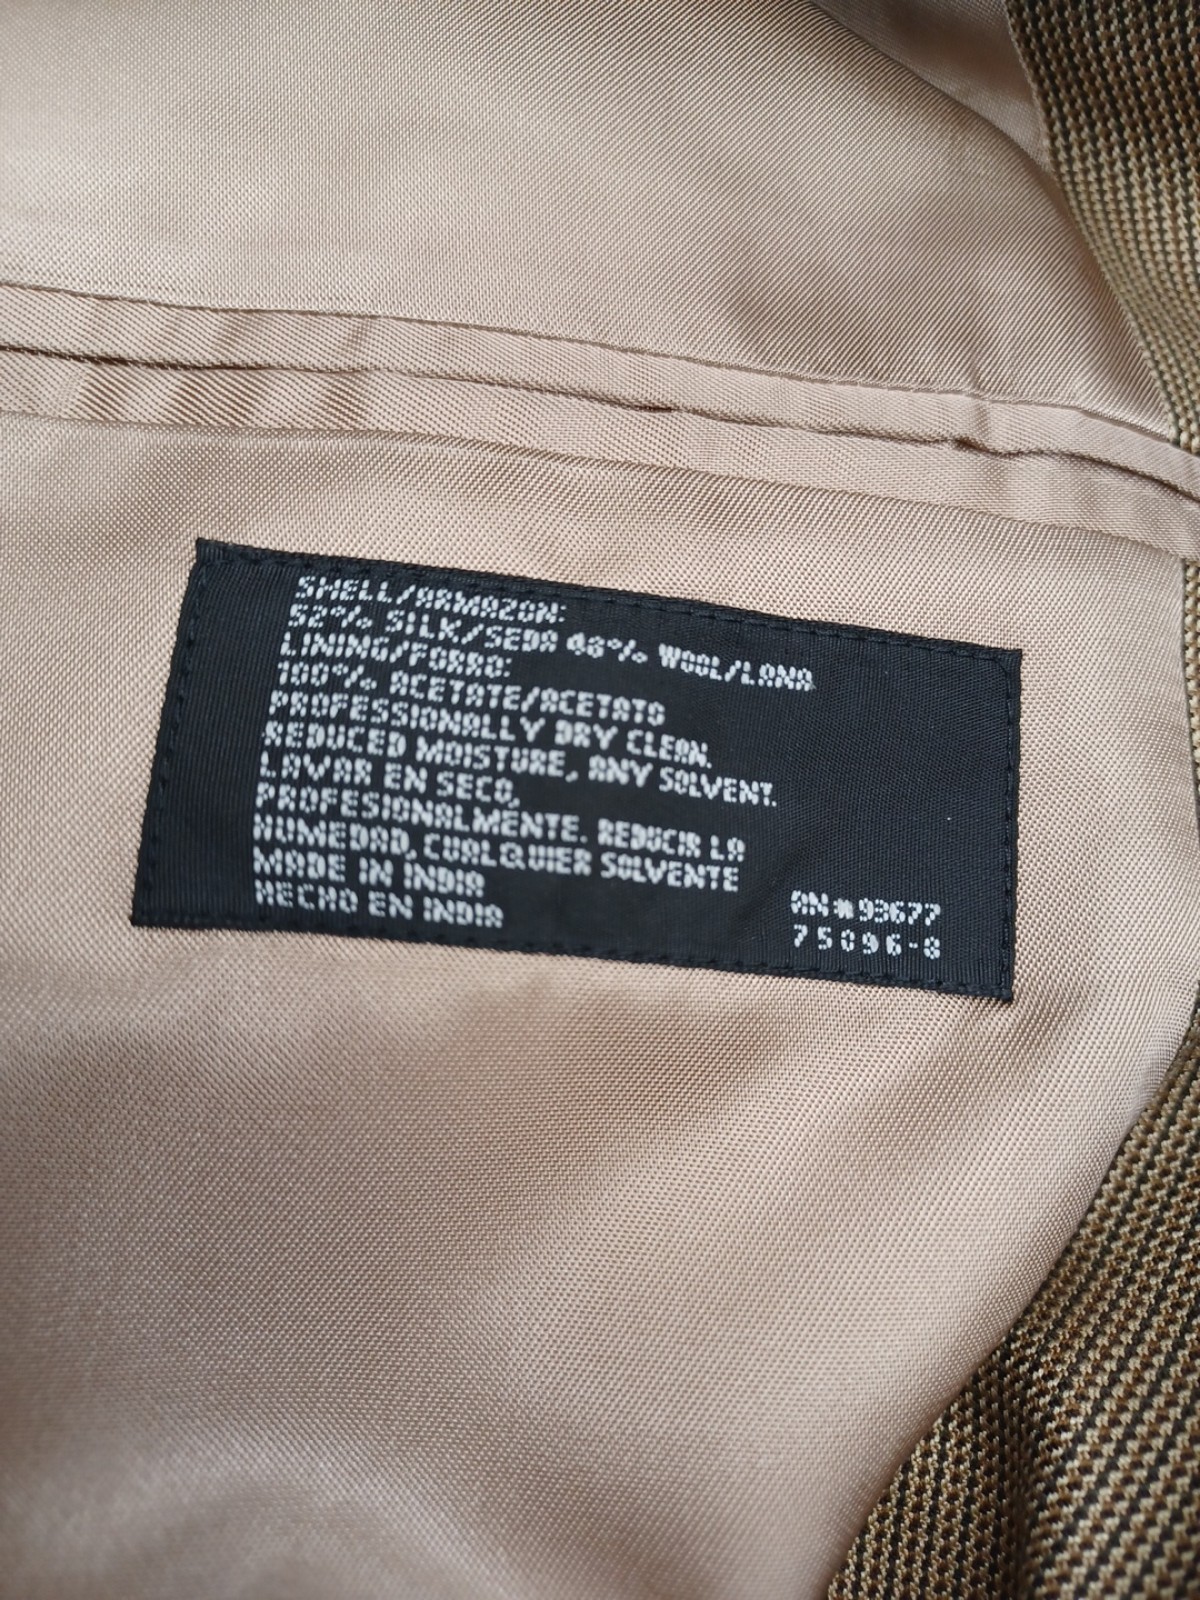 SHELL/ARMAZON:
52% SILK/SEDA 48% WOOL/LANA
LINING/FORRO:
100% ACETATE/ACETATO
PROFESSIONALLY DRY CLEAN.
REDUCED MOISTURE, ANY SOLVENT.
LAVAR EN SECO,
PROFESIONALMENTE. REDUCIR LA
HUMEDAD, CUALQUIER SOLVENTE
MADE IN INDIA
HECHO EN INDIA
RN#93677
75096-8